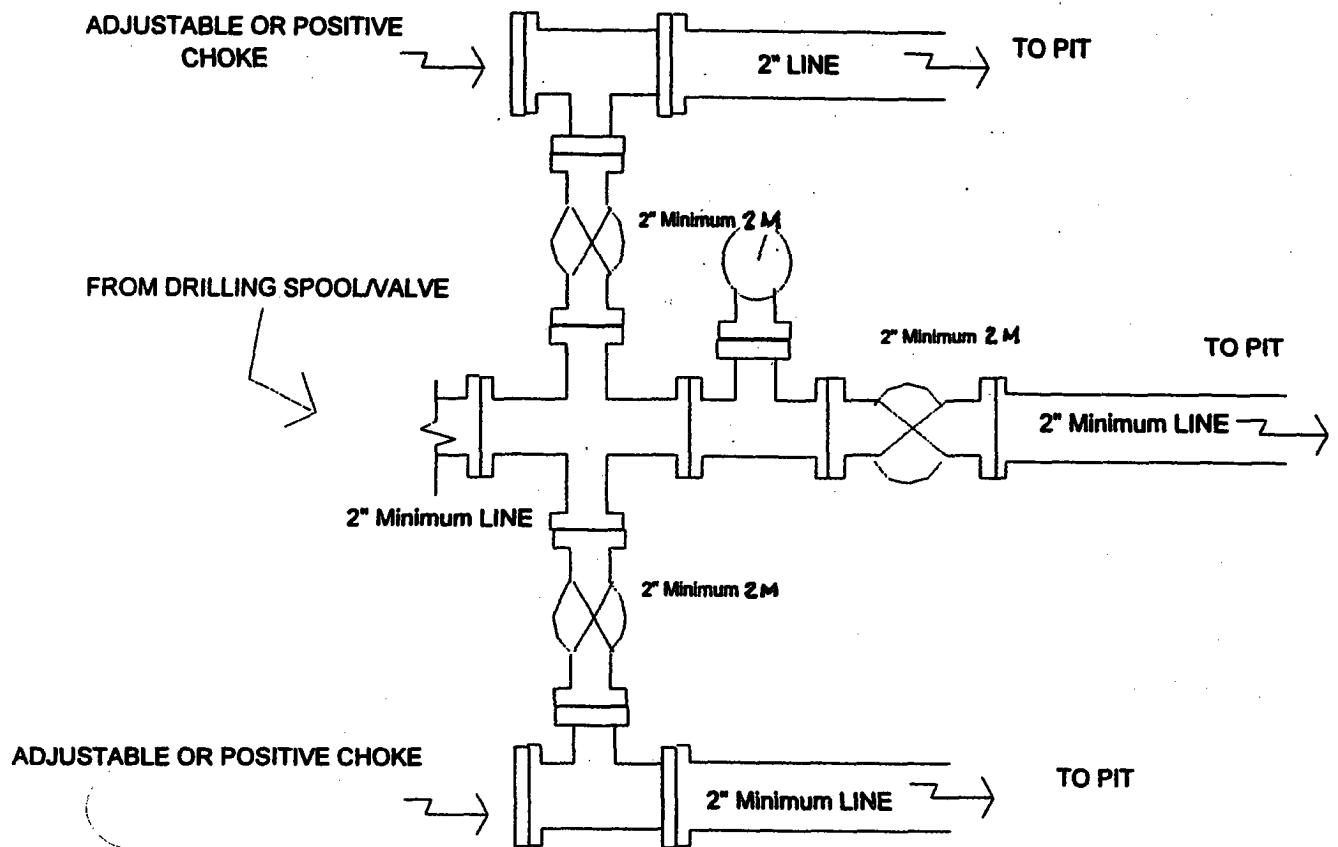 ADJUSTABLE OR POSITIVE
CHOKE
2" LINE
TO PIT
2" Minimum 2 M
FROM DRILLING SPOOL/VALVE
2" Minimum 2 M
TO PIT
2" Minimum LINE
2" Minimum LINE
2" Minimum 2M
ADJUSTABLE OR POSITIVE CHOKE
2" Minimum LINE
TO PIT